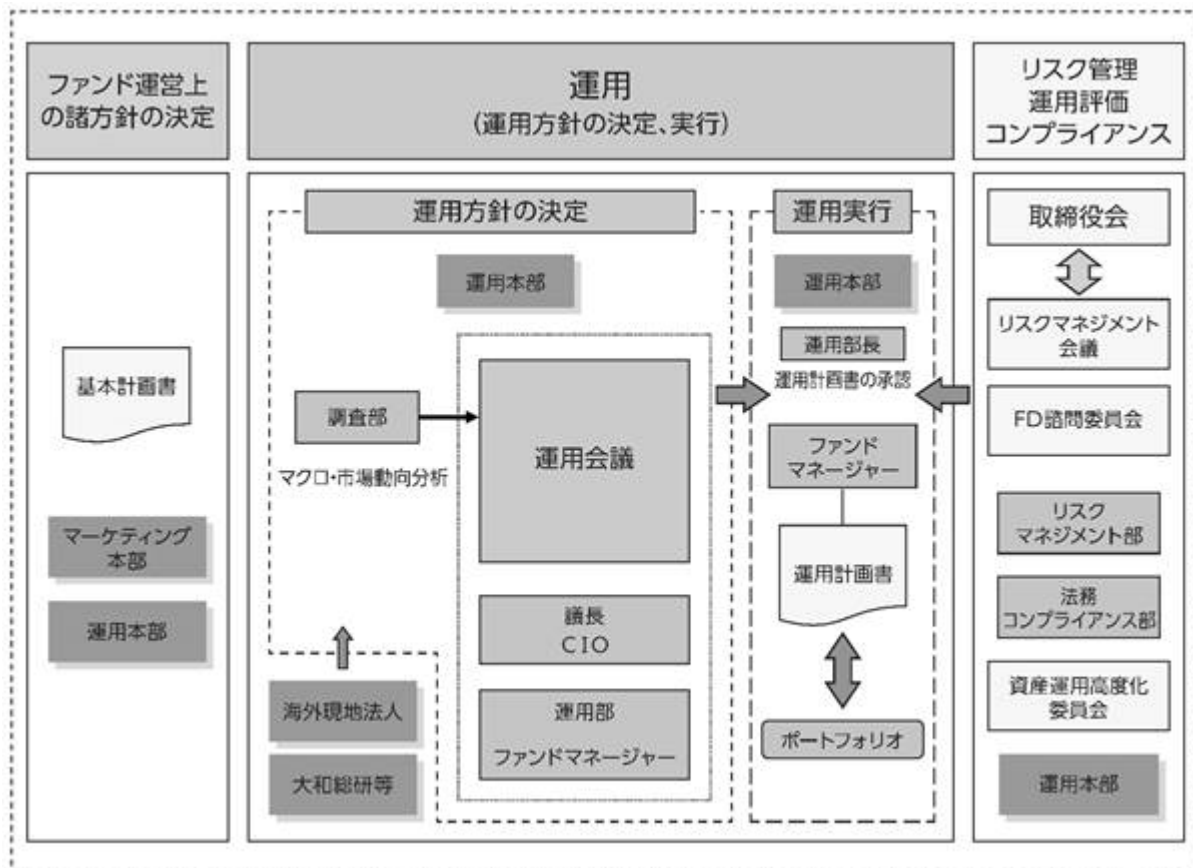 ファンド運営上
の諸方針の決定
運用
(運用方針の決定、実行)
リスク管理
運用評価
コンプライアンス
基本計画書
マーケティング
本部
運用本部
運用方針の決定
運用本部
調査部
マクロ・市場動向分析
運用会議
議長
CIO
運用部
ファンドマネージャー
海外現地法人
大和総研等
運用実行
運用本部
運用部長
運用計画書の承認
ファンド
マネージャー
運用計画書
ポートフォリオ
取締役会
リスクマネジメント
会議
FD諮問委員会
リスク
マネジメント部
法務
コンプライアンス部
資産運用高度化
委員会
運用本部